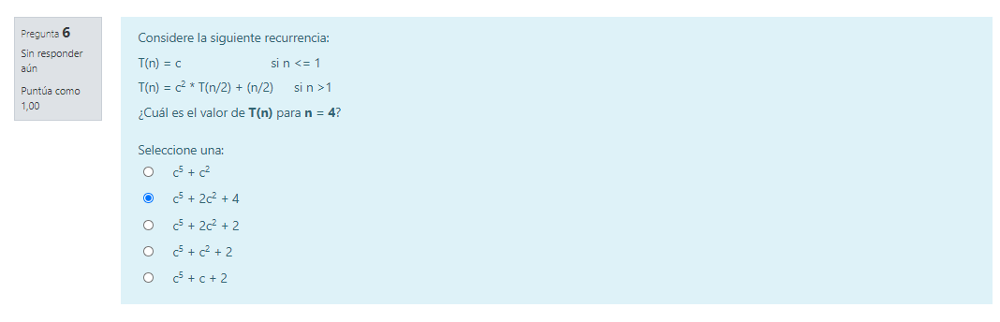 Pregunta 6
Sin responder
aún
Puntúa como
1,00
Considere la siguiente recurrencia:
T(n) = c si n <= 1
T(n) = c² * T(n/2) + (n/2) si n >1
¿Cuál es el valor de T(n) para n = 4?
Seleccione una:
c⁵ + c²
c⁵ + 2c² + 4
c⁵ + 2c² + 2
c⁵ + c² + 2
c⁵ + c + 2